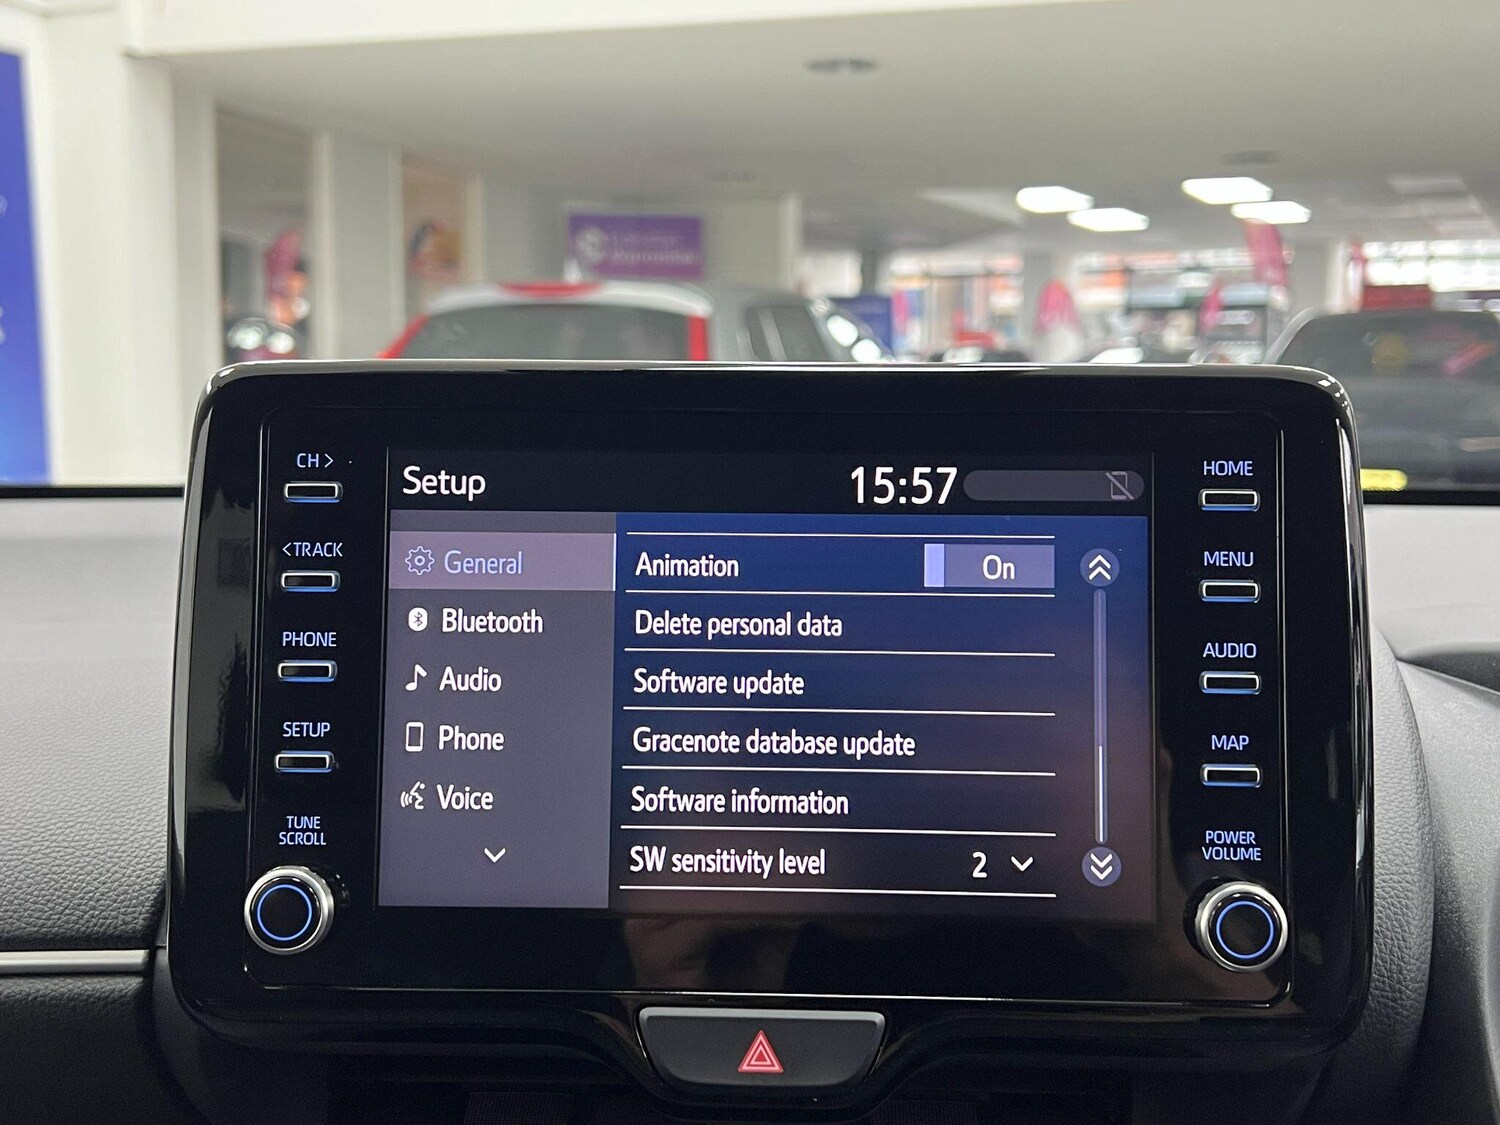 CH >
< TRACK
PHONE
SETUP
TUNE
SCROLL
Setup
15:57
General
Bluetooth
Audio
Phone
Voice
Animation
On
Delete personal data
Software update
Gracenote database update
Software information
SW sensitivity level
2
HOME
MENU
AUDIO
MAP
POWER
VOLUME